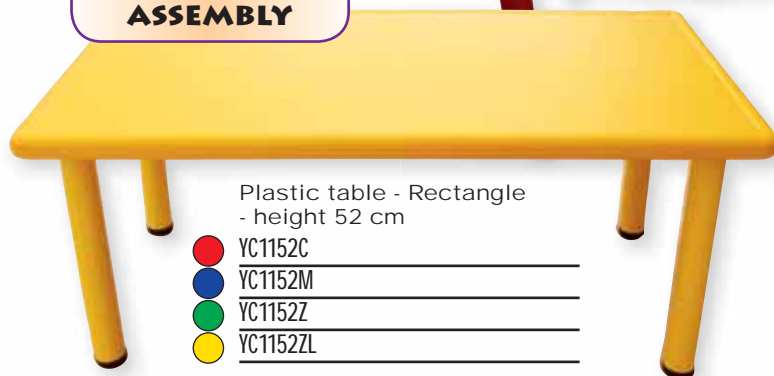 ASSEMBLY
Plastic table - Rectangle
- height 52 cm
YC1152C
YC1152M
YC1152Z
YC1152ZL